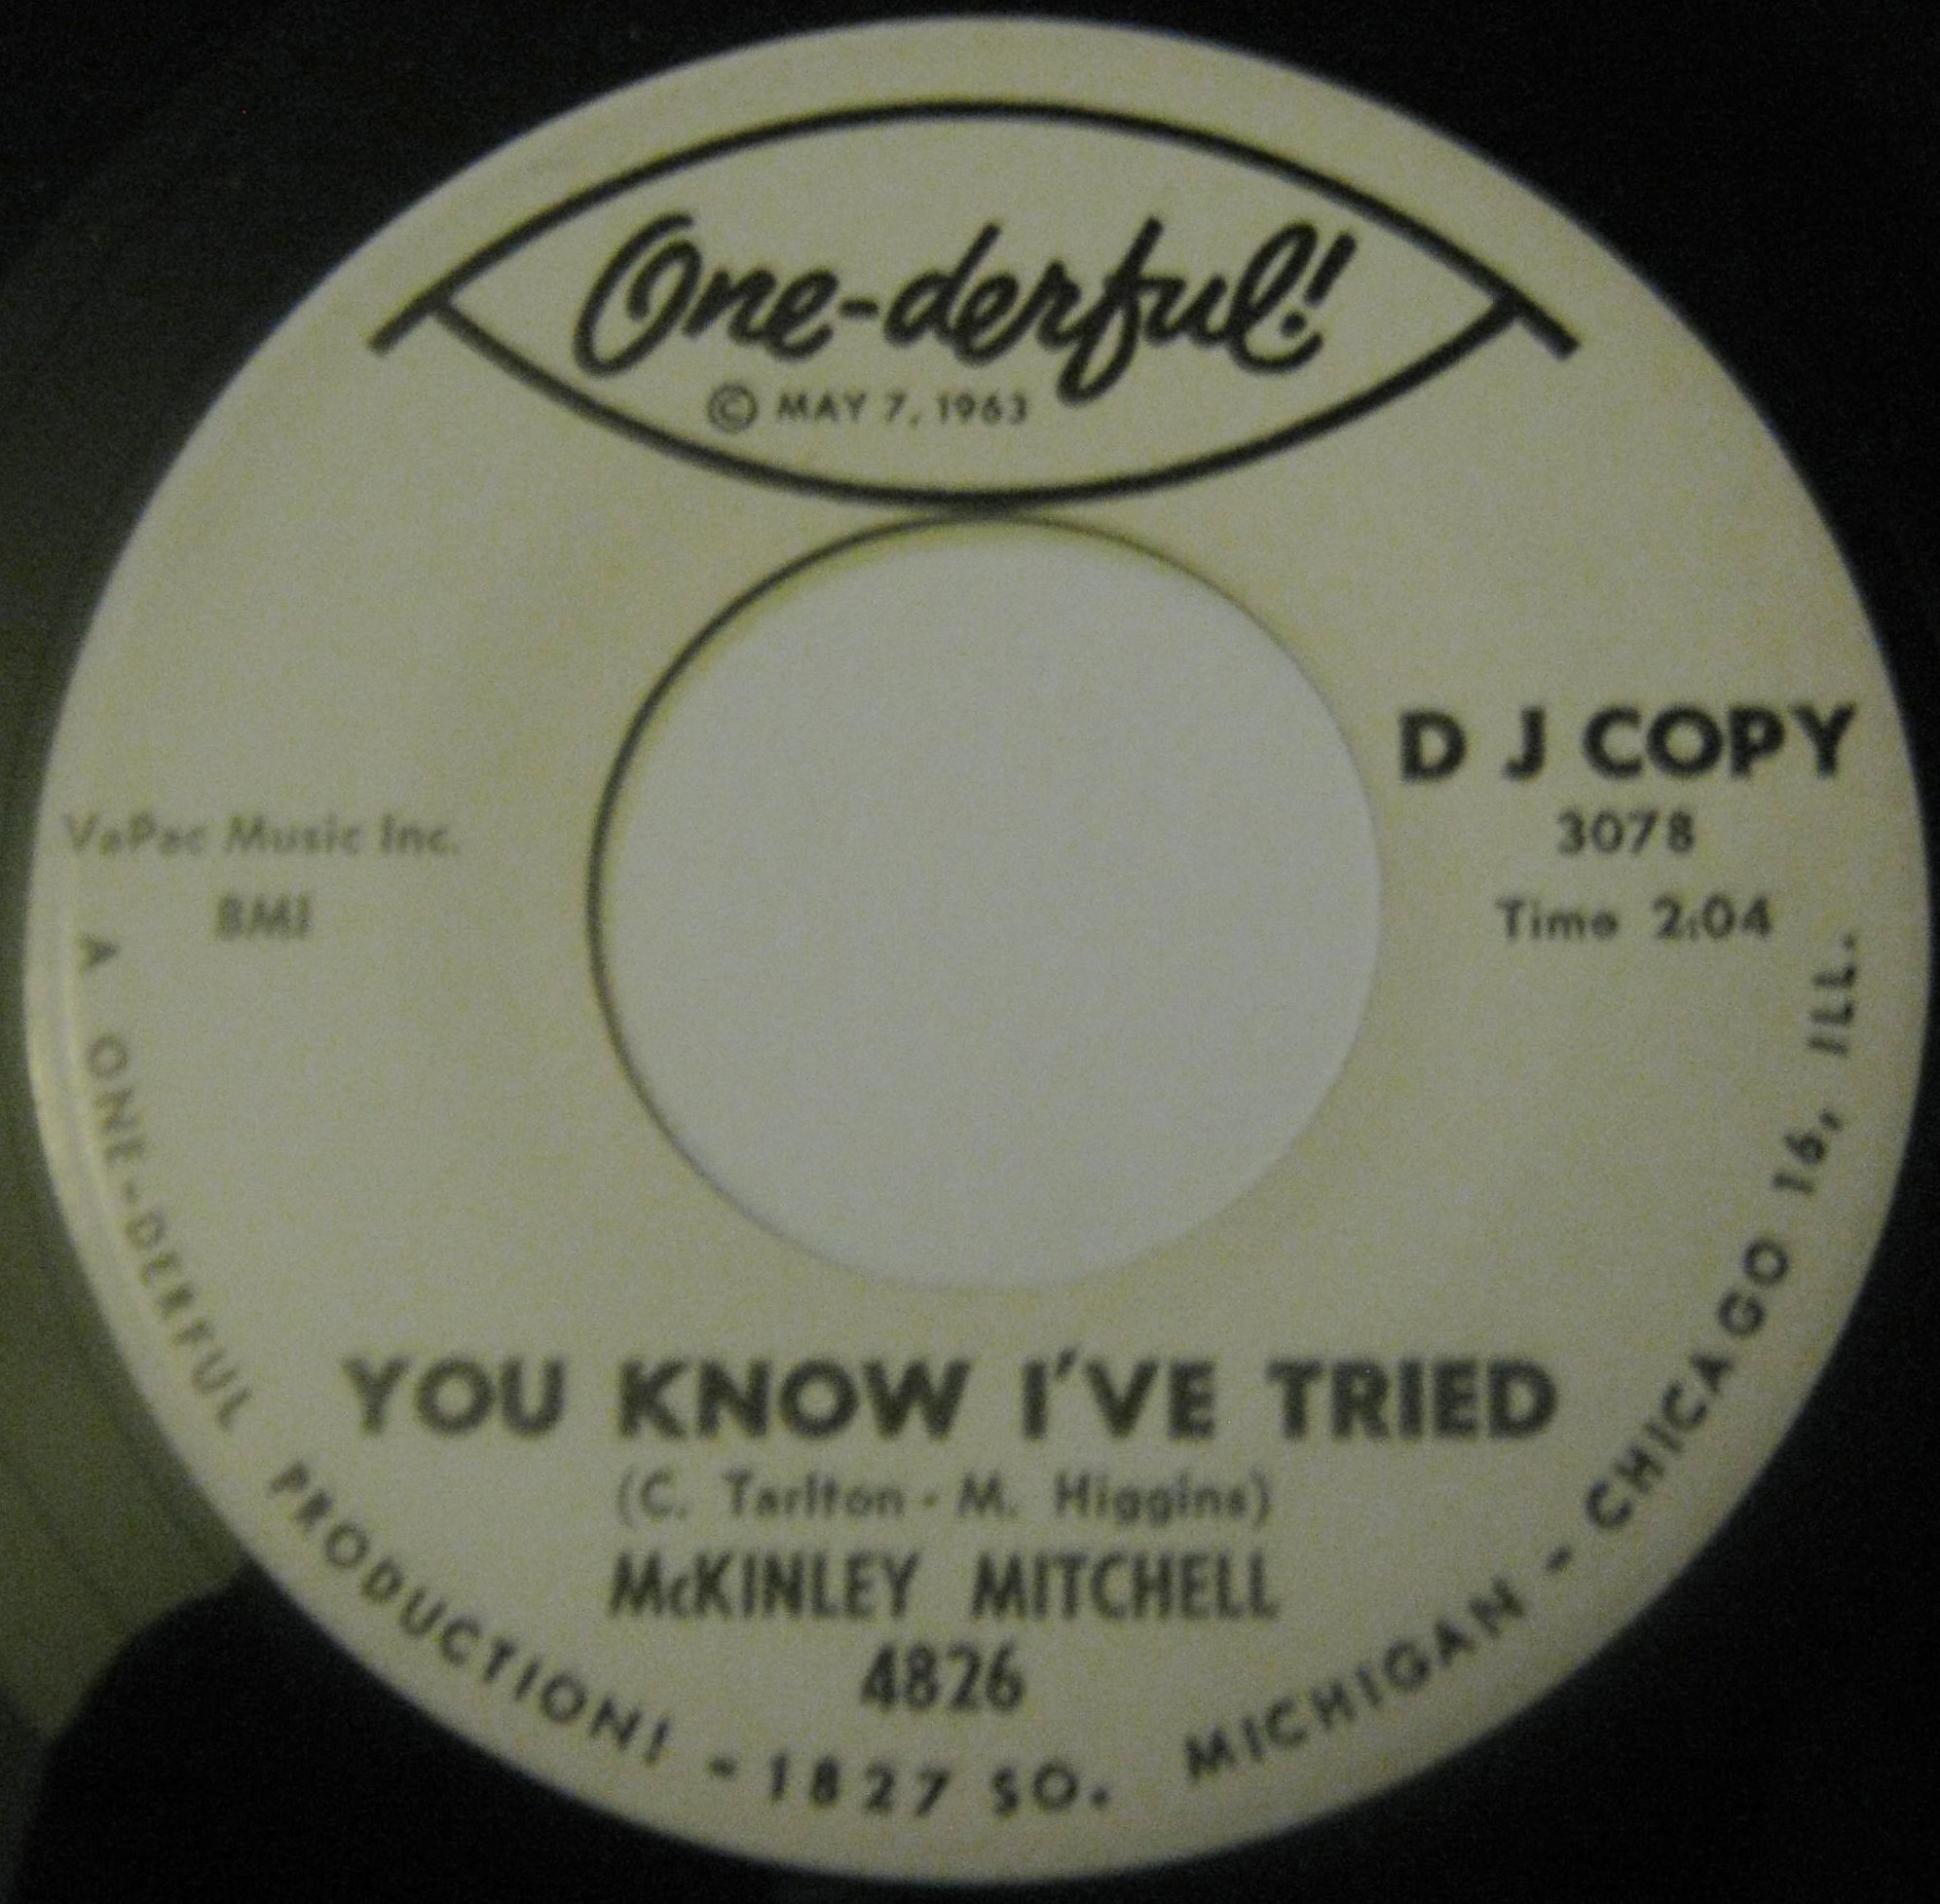 One-derful!
© MAY 7, 1963
D J COPY
3078
Time 2:04
VaPac Music Inc.
BMI
YOU KNOW I'VE TRIED
(C. Tarlton - M. Higgins)
McKINLEY MITCHELL
4826
A ONE-DERFUL PRODUCTION! - 1827 SO. MICHIGAN - CHICAGO 16, ILL.